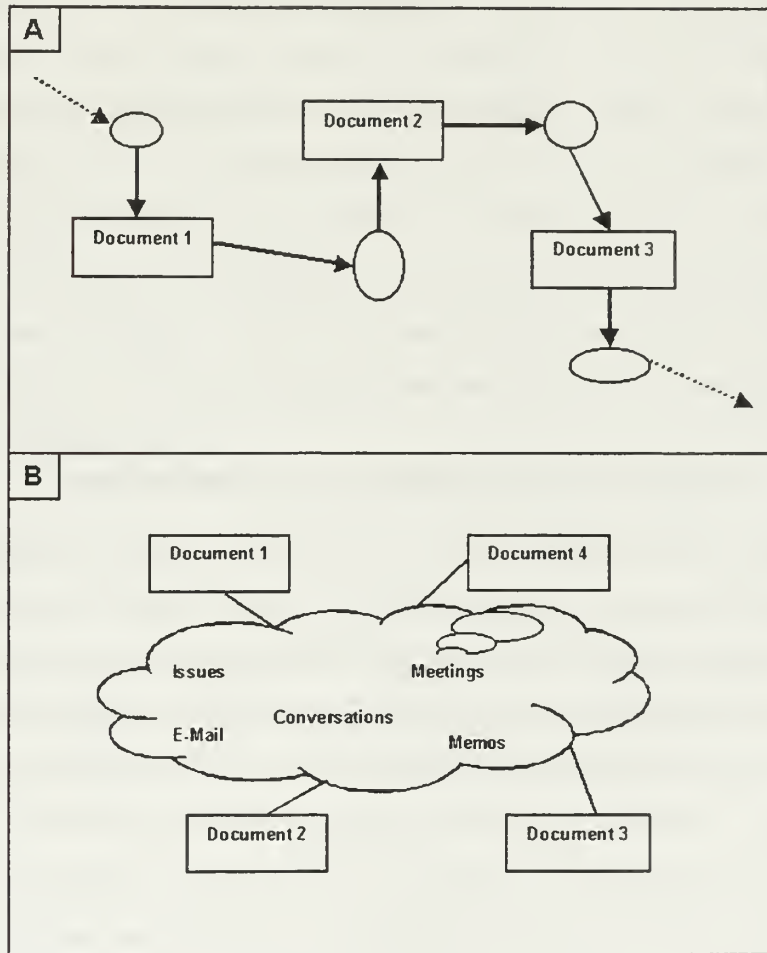 A
Document 2
Document 1
Document 3
B
Document 1
Document 4
Issues
Meetings
Conversations
E-Mail
Memos
Document 2
Document 3